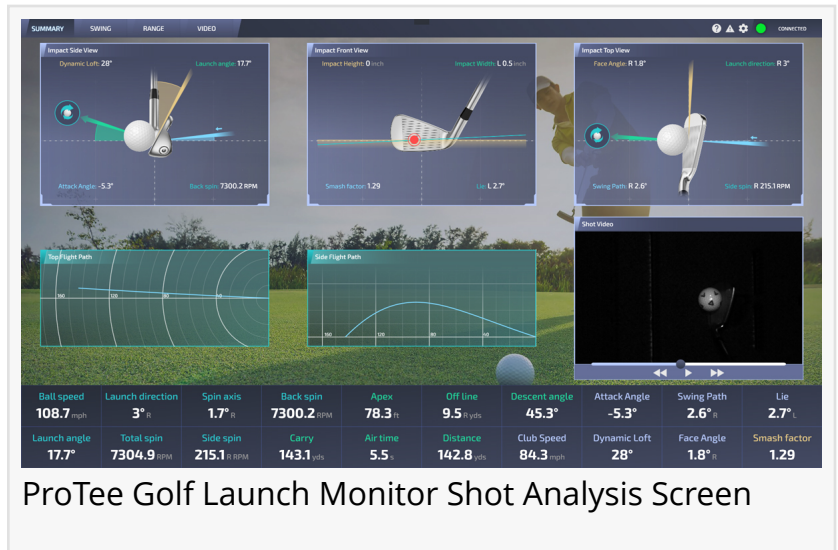 SUMMARY SWING RANGE VIDEO CONNECTED
Impact Side View
Dynamic Loft: 28° Launch angle: 17.7°
Attack Angle: -5.3° Back spin: 7300.2 RPM
Impact Front View
Impact Height: 0 inch Impact Width: L 0.5 inch
Smash factor: 1.29 Lie: L 2.7°
Impact Top View
Face Angle: R 1.8° Launch direction: R 3°
Swing Path: R 2.6° Side spin: R 215.1 RPM
Top Flight Path
160 120 80 40
Side Flight Path
160 120 80 40
Shot Video
Ball speed Launch direction Spin axis Back spin Apex Off line Descent angle Attack Angle Swing Path Lie
108.7 mph 3° R 1.7° R 7300.2 RPM 78.3 ft 9.5 R yds 45.3° -5.3° 2.6° R 2.7° L
Launch angle Total spin Side spin Carry Air time Distance Club Speed Dynamic Loft Face Angle Smash factor
17.7° 7304.9 RPM 215.1 R RPM 143.1 yds 5.5 s 142.8 yds 84.3 mph 28° 1.8° R 1.29
ProTee Golf Launch Monitor Shot Analysis Screen